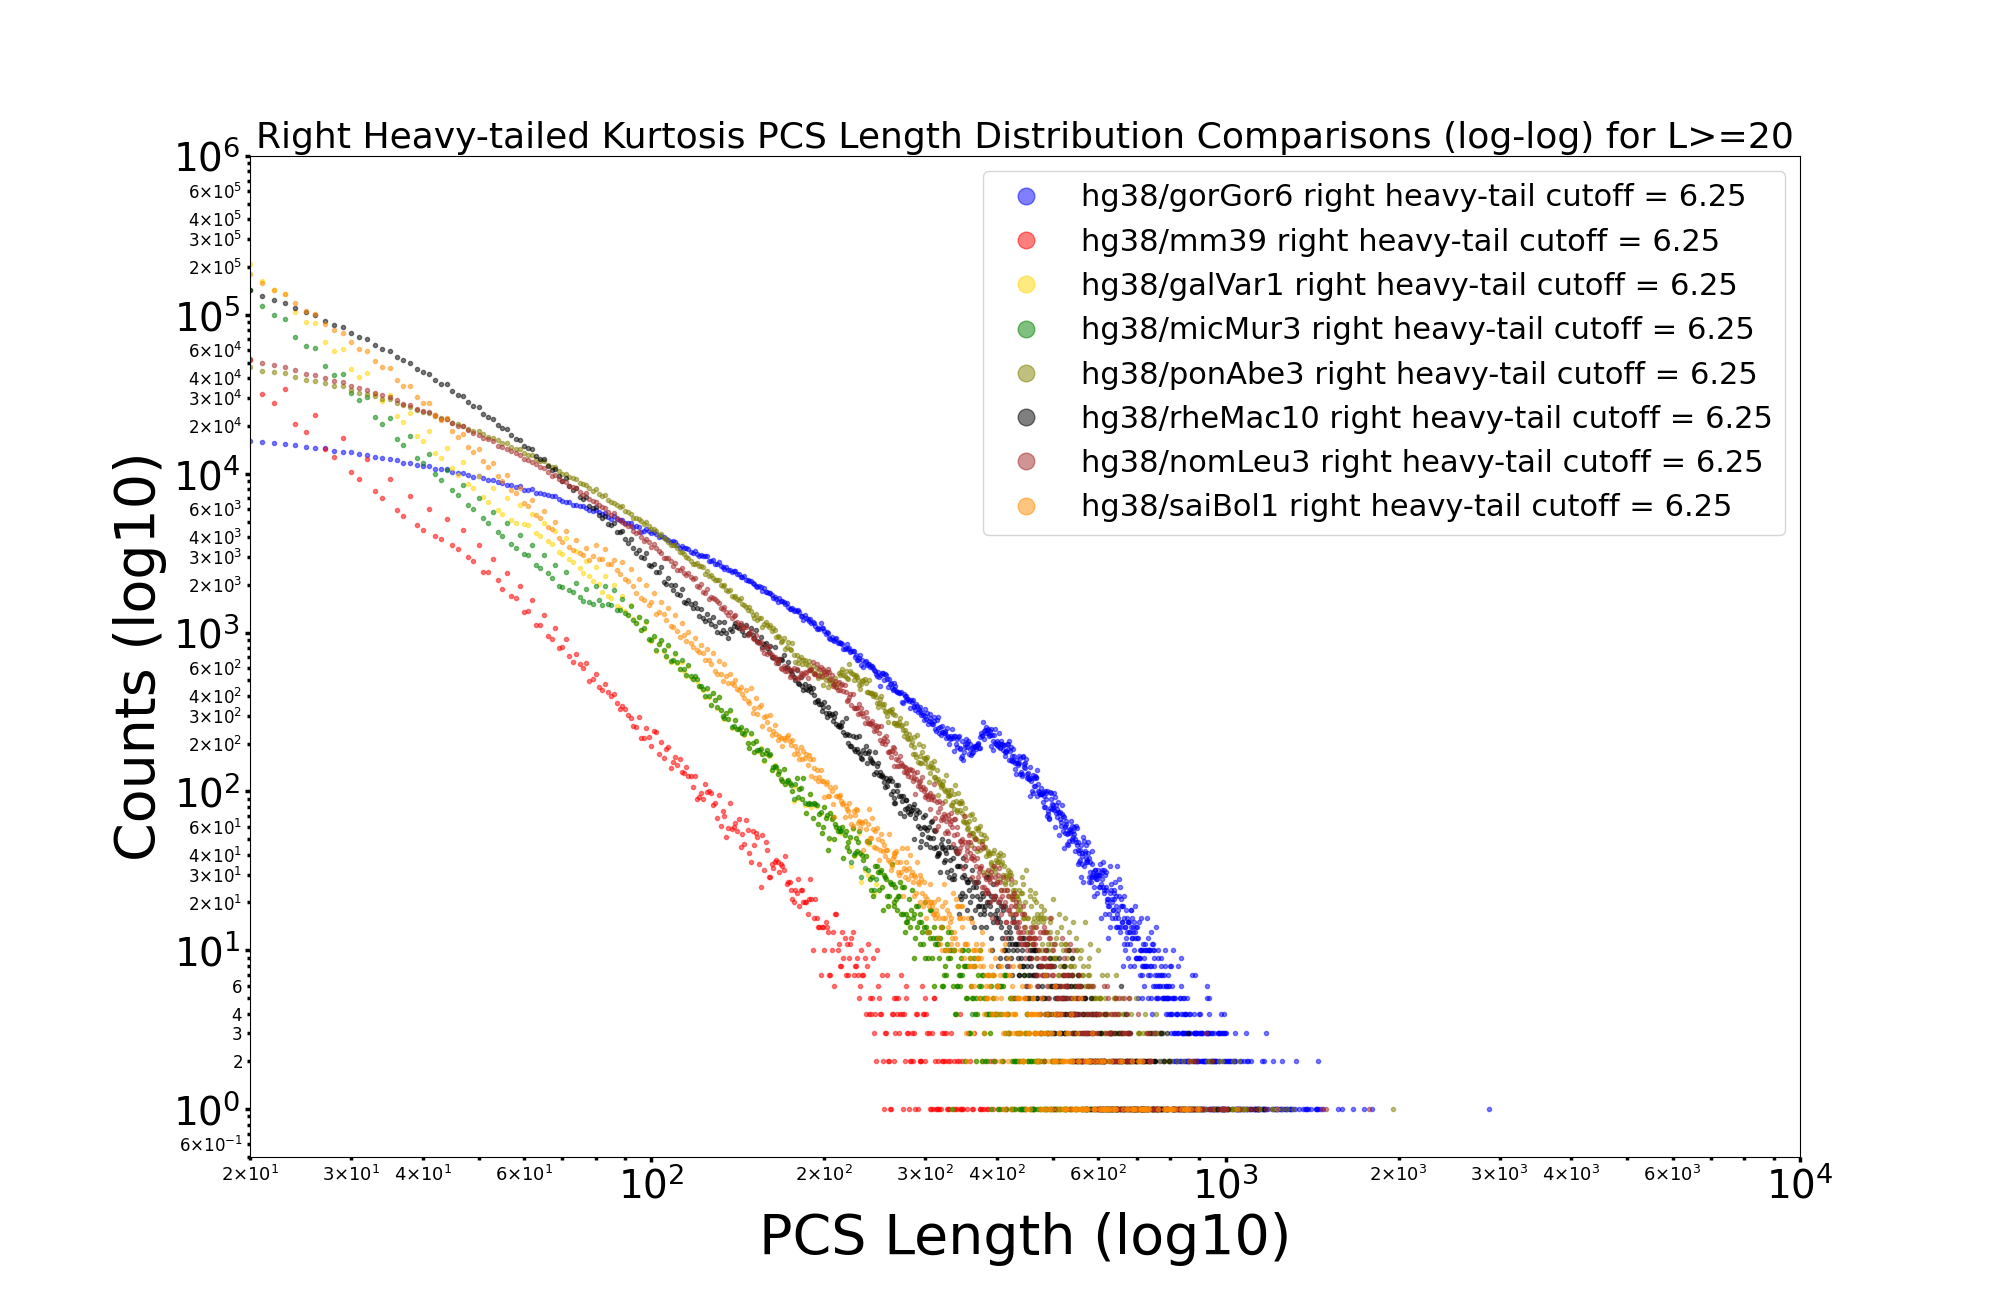 Right Heavy-tailed Kurtosis PCS Length Distribution Comparisons (log-log) for L>=20
hg38/gorGor6 right heavy-tail cutoff = 6.25
hg38/mm39 right heavy-tail cutoff = 6.25
hg38/galVar1 right heavy-tail cutoff = 6.25
hg38/micMur3 right heavy-tail cutoff = 6.25
hg38/ponAbe3 right heavy-tail cutoff = 6.25
hg38/rheMac10 right heavy-tail cutoff = 6.25
hg38/nomLeu3 right heavy-tail cutoff = 6.25
hg38/saiBol1 right heavy-tail cutoff = 6.25
Counts (log10)
10⁶
6×10⁵
4×10⁵
3×10⁵
2×10⁵
10⁵
6×10⁴
4×10⁴
3×10⁴
2×10⁴
10⁴
6×10³
4×10³
3×10³
2×10³
10³
6×10²
4×10²
3×10²
2×10²
10²
6×10¹
4×10¹
3×10¹
2×10¹
10¹
6
4
3
2
10⁰
6×10⁻¹
2×10¹ 3×10¹ 4×10¹ 6×10¹ 10² 2×10² 3×10² 4×10² 6×10² 10³ 2×10³ 3×10³ 4×10³ 6×10³ 10⁴
PCS Length (log10)